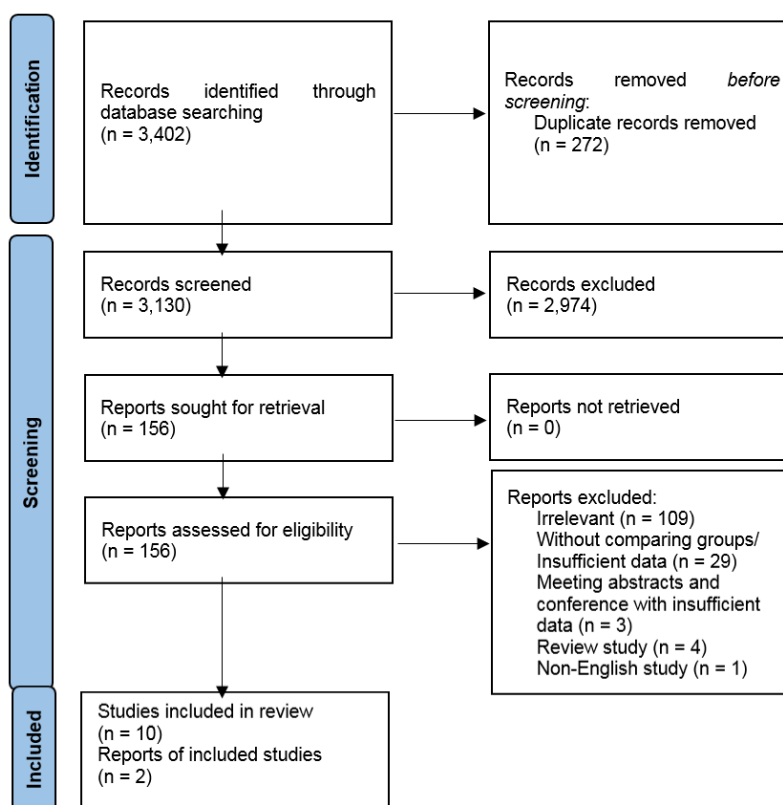 Identification
Records identified through
database searching
(n = 3,402)
Records removed before
screening:
Duplicate records removed
(n = 272)
Screening
Records screened
(n = 3,130)
Records excluded
(n = 2,974)
Reports sought for retrieval
(n = 156)
Reports not retrieved
(n = 0)
Reports assessed for eligibility
(n = 156)
Reports excluded:
Irrelevant (n = 109)
Without comparing groups/
Insufficient data (n = 29)
Meeting abstracts and
conference with insufficient
data (n = 3)
Review study (n = 4)
Non-English study (n = 1)
Included
Studies included in review
(n = 10)
Reports of included studies
(n = 2)